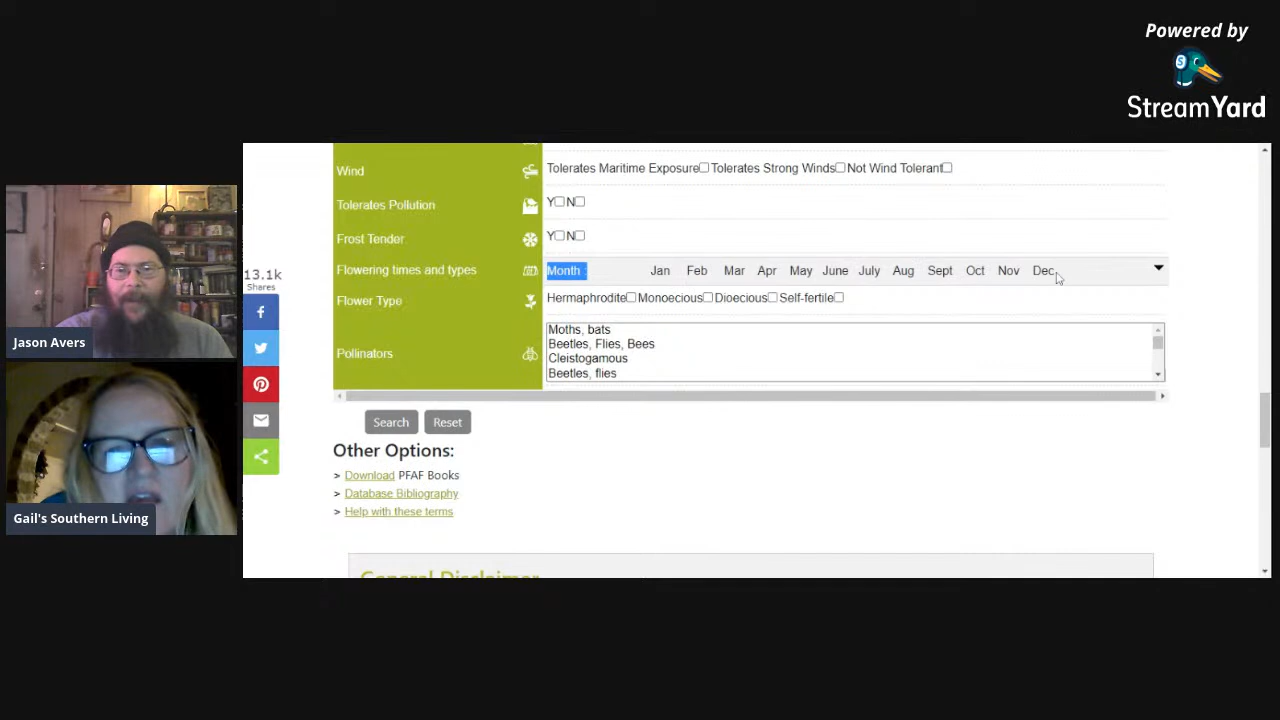 Powered by
StreamYard
Wind
Tolerates Maritime Exposure Tolerates Strong Winds Not Wind Tolerant
Tolerates Pollution
Y N
Frost Tender
Y N
Flowering times and types
Month : Jan Feb Mar Apr May June July Aug Sept Oct Nov Dec
Flower Type
Hermaphrodite Monoecious Dioecious Self-fertile
Pollinators
Moths, bats
Beetles, Flies, Bees
Cleistogamous
Beetles, flies
13.1k
Shares
Search Reset
Other Options:
> Download PFAF Books
> Database Bibliography
> Help with these terms
General Disclaimer
Jason Avers
Gail's Southern Living